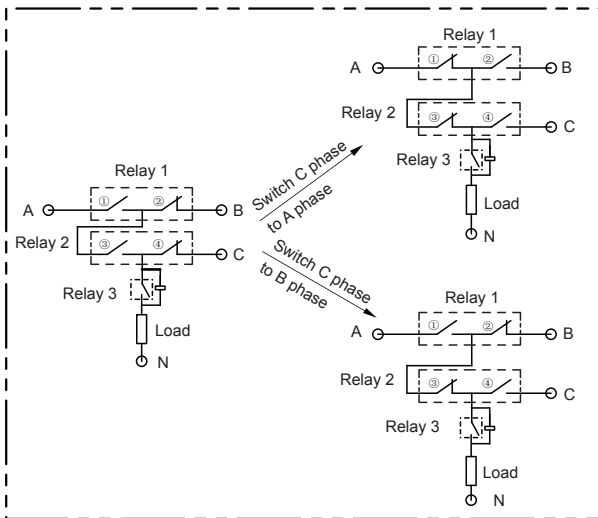 Relay 1
A ① ② B
Relay 2 ③ ④ C
Relay 3
Load
N
Switch C phase
to A phase
Relay 1
A ① ② B
Relay 2 ③ ④ C
Relay 3
Load
N
Switch C phase
to B phase
Relay 1
A ① ② B
Relay 2 ③ ④ C
Relay 3
Load
N